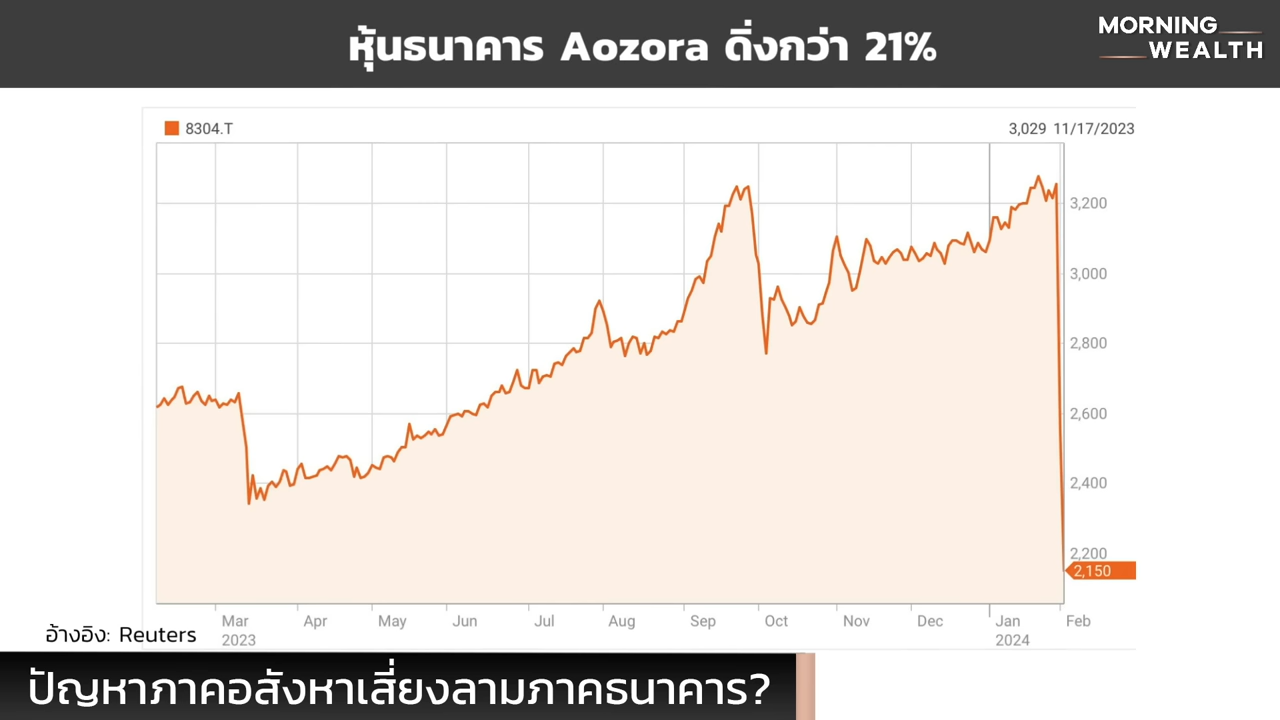 หุ้นธนาคาร Aozora ดิ่งกว่า 21%
MORNING
WEALTH
8304.T
3,029 11/17/2023
3,200
3,000
2,800
2,600
2,400
2,200
2,150
Mar Apr May Jun Jul Aug Sep Oct Nov Dec Jan Feb
2023 2024
อ้างอิง: Reuters
ปัญหาภาคอสังหาเสี่ยงลามภาคธนาคาร?